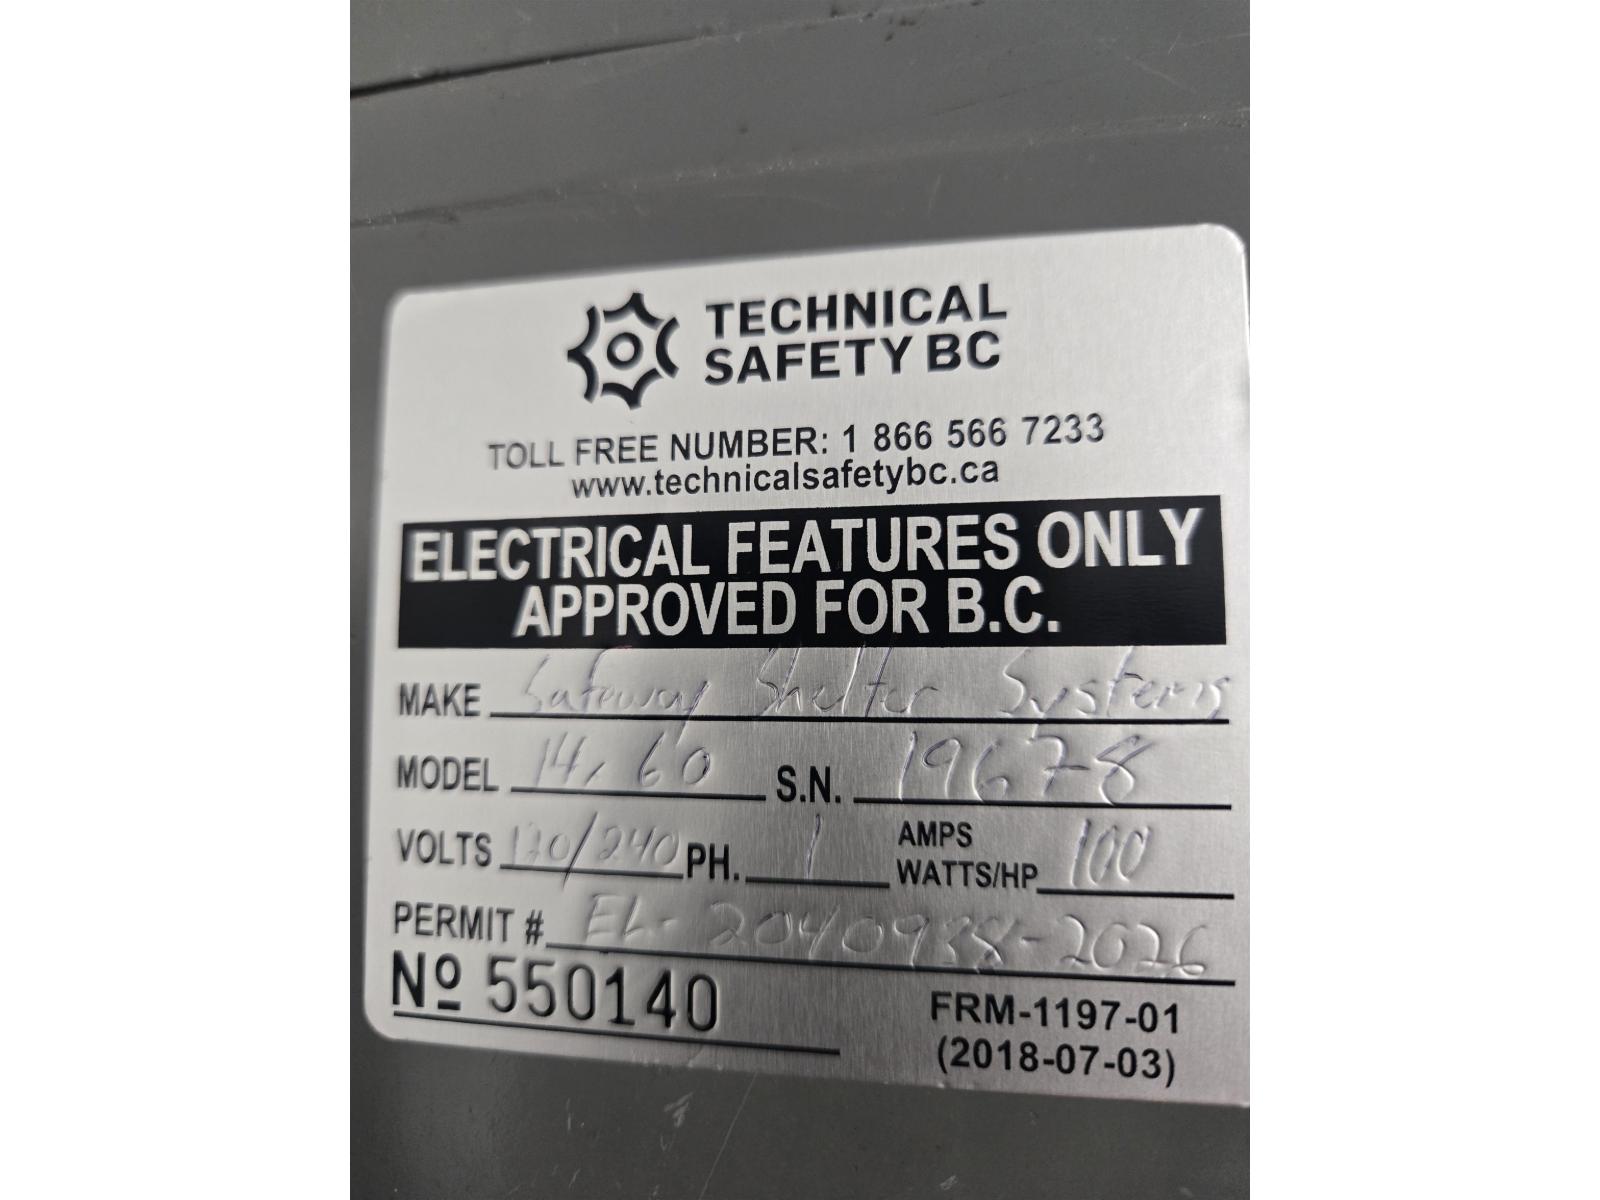 TECHNICAL
SAFETY BC
TOLL FREE NUMBER: 1 866 566 7233
www.technicalsafetybc.ca
ELECTRICAL FEATURES ONLY
APPROVED FOR B.C.
MAKE Safeway Shelter Systems
MODEL 14, 60 S.N. 19678
VOLTS 120/240 PH. 1 AMPS WATTS/HP 100
PERMIT # EL-2040938-2026
Nº 550140
FRM-1197-01
(2018-07-03)